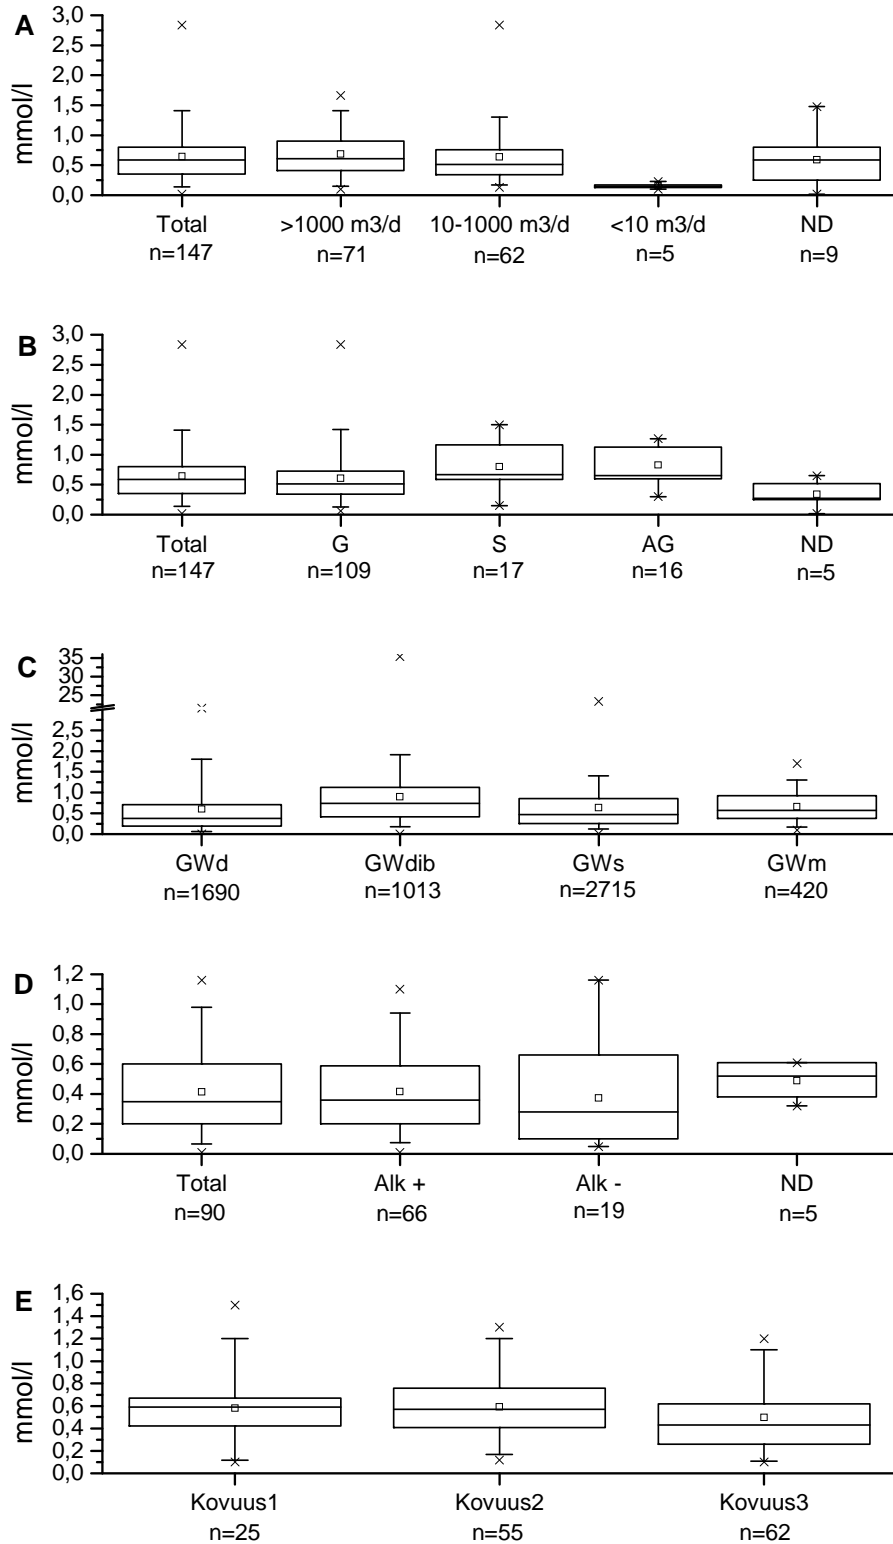 A
mmol/l
3,0
2,5
2,0
1,5
1,0
0,5
0,0
Total >1000 m3/d 10-1000 m3/d <10 m3/d ND
n=147 n=71 n=62 n=5 n=9
B
mmol/l
3,0
2,5
2,0
1,5
1,0
0,5
0,0
Total G S AG ND
n=147 n=109 n=17 n=16 n=5
C
mmol/l
35
30
25
2,5
2,0
1,5
1,0
0,5
0,0
GWd GWdib GWs GWm
n=1690 n=1013 n=2715 n=420
D
mmol/l
1,2
1,0
0,8
0,6
0,4
0,2
0,0
Total Alk + Alk - ND
n=90 n=66 n=19 n=5
E
mmol/l
1,6
1,4
1,2
1,0
0,8
0,6
0,4
0,2
0,0
Kovuus1 Kovuus2 Kovuus3
n=25 n=55 n=62